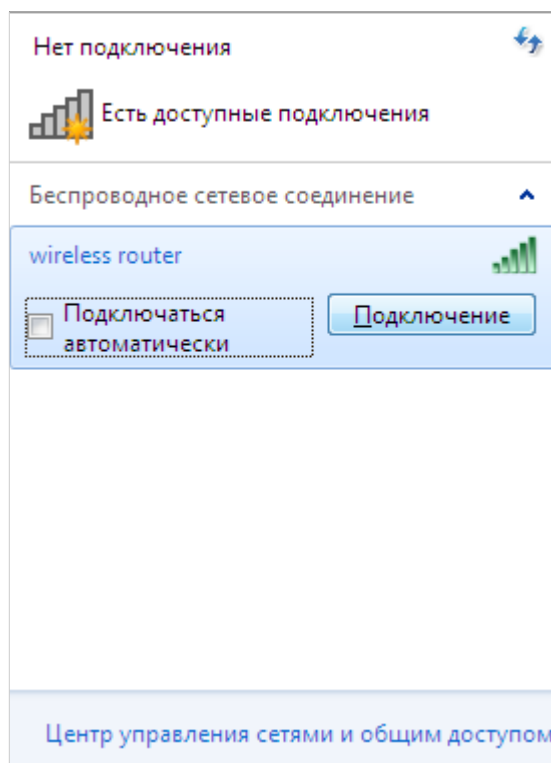 Нет подключения
Есть доступные подключения
Беспроводное сетевое соединение
wireless router
Подключаться
автоматически
Подключение
Центр управления сетями и общим доступом